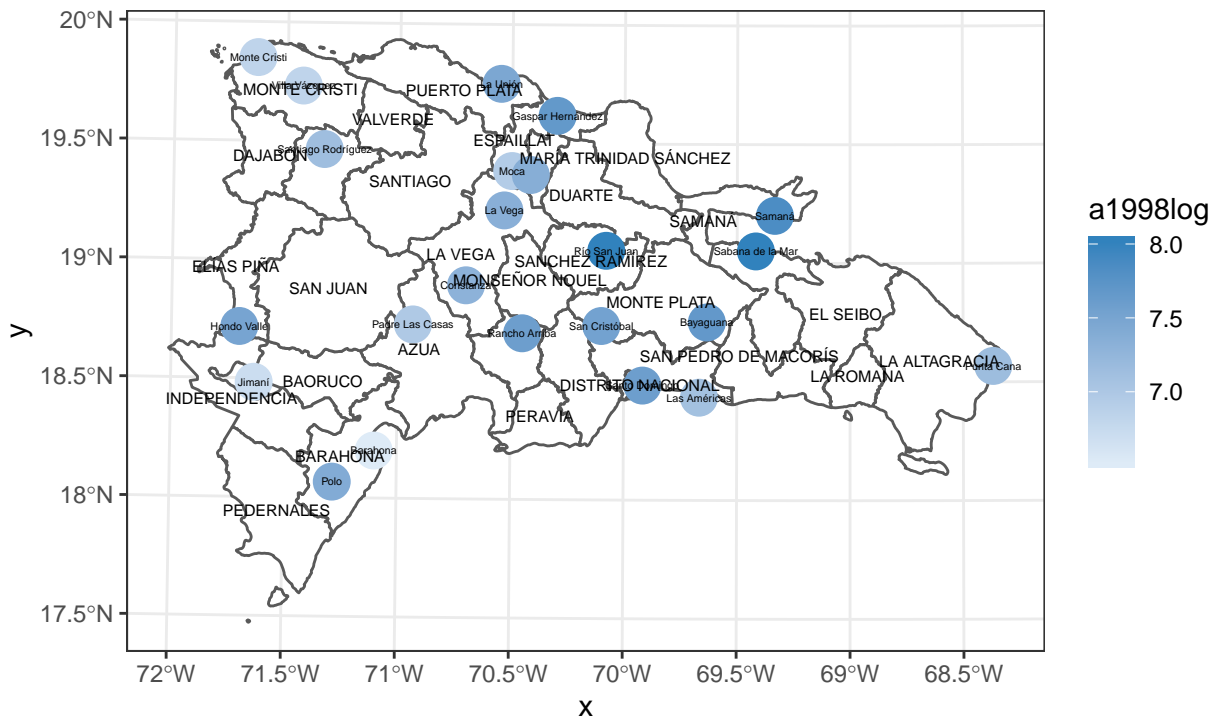 20°N
19.5°N
19°N
18.5°N
18°N
17.5°N
y
72°W
71.5°W
71°W
70.5°W
70°W
69.5°W
69°W
68.5°W
x
Monte Cristi
MONTE CRISTI
PUERTO PLATA
La Unión
Gaspar Hernández
VALVERDE
ESPAILLAT
DAJABÓN
Santiago Rodríguez
MARÍA TRINIDAD SÁNCHEZ
Moca
SANTIAGO
DUARTE
La Vega
SAMANÁ
Samaná
LA VEGA
Río San Juan
Sabana de la Mar
ELIAS PIÑA
SANCHEZ RAMÍREZ
MONSEÑOR NOUEL
Constanza
SAN JUAN
MONTE PLATA
Hondo Valle
Padre Las Casas
Rancho Arriba
San Cristóbal
Bayaguana
EL SEIBO
AZUA
SAN PEDRO DE MACORÍS
LA ALTAGRACIA
Punta Cana
LA ROMANA
Jimaní
BAORUCO
DISTRITO NACIONAL
INDEPENDENCIA
Las Américas
PERAVIA
Barahona
BARAHONA
Polo
PEDERNALES
a1998log
8.0
7.5
7.0